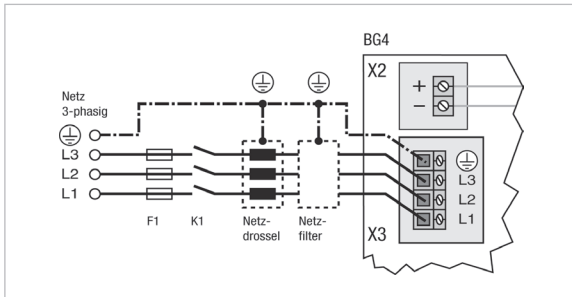 BG4
X2
+
−
Netz
3-phasig
L3
L2
L1
F1
K1
Netz-
drossel
Netz-
filter
L3
L2
L1
X3